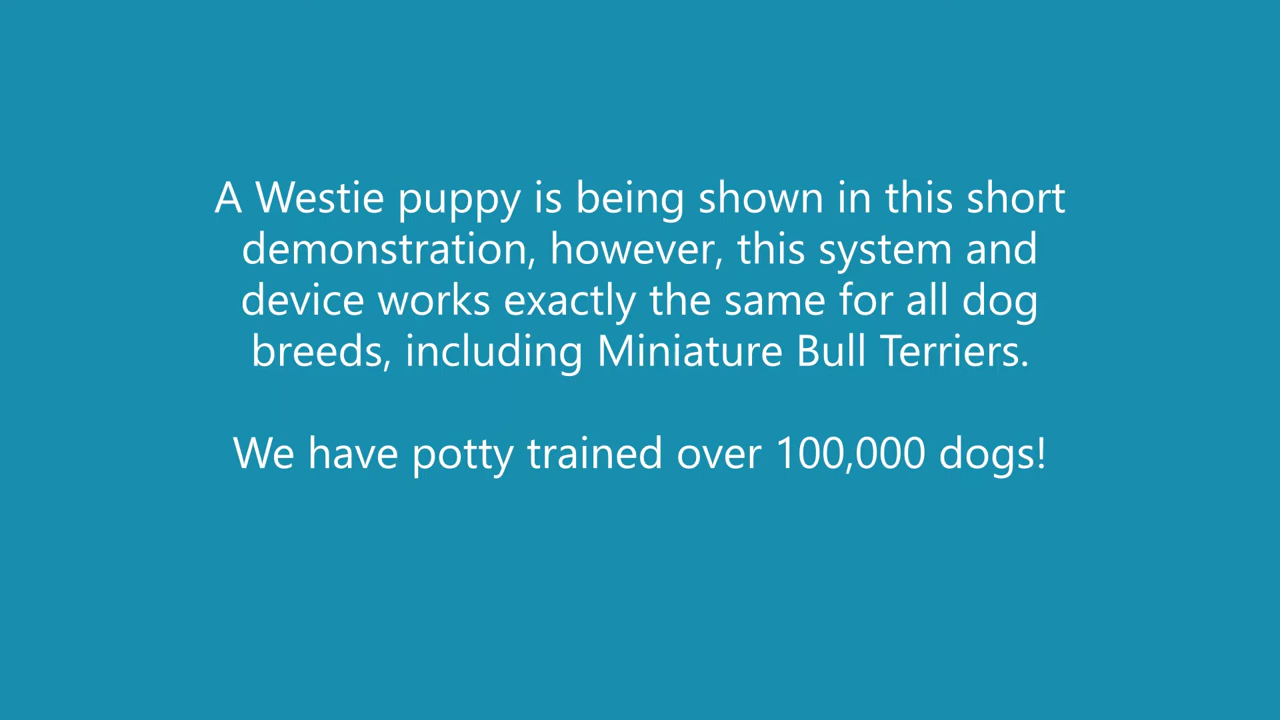 A Westie puppy is being shown in this short
demonstration, however, this system and
device works exactly the same for all dog
breeds, including Miniature Bull Terriers.
We have potty trained over 100,000 dogs!